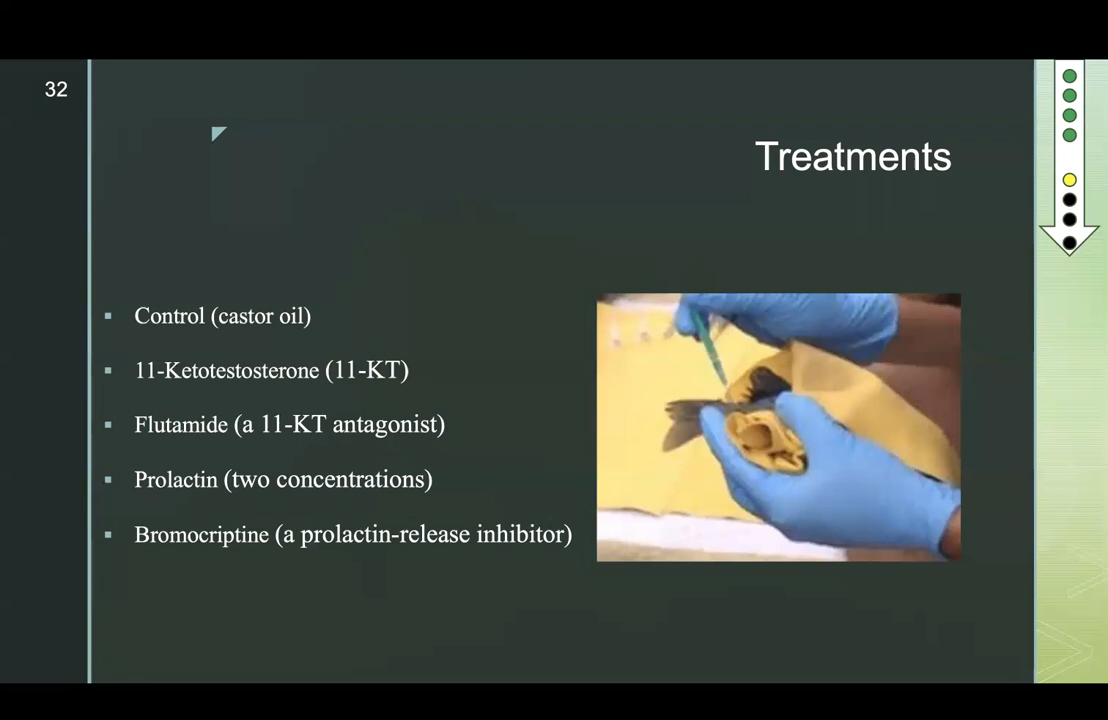 32
Treatments
Control (castor oil)
11-Ketotestosterone (11-KT)
Flutamide (a 11-KT antagonist)
Prolactin (two concentrations)
Bromocriptine (a prolactin-release inhibitor)